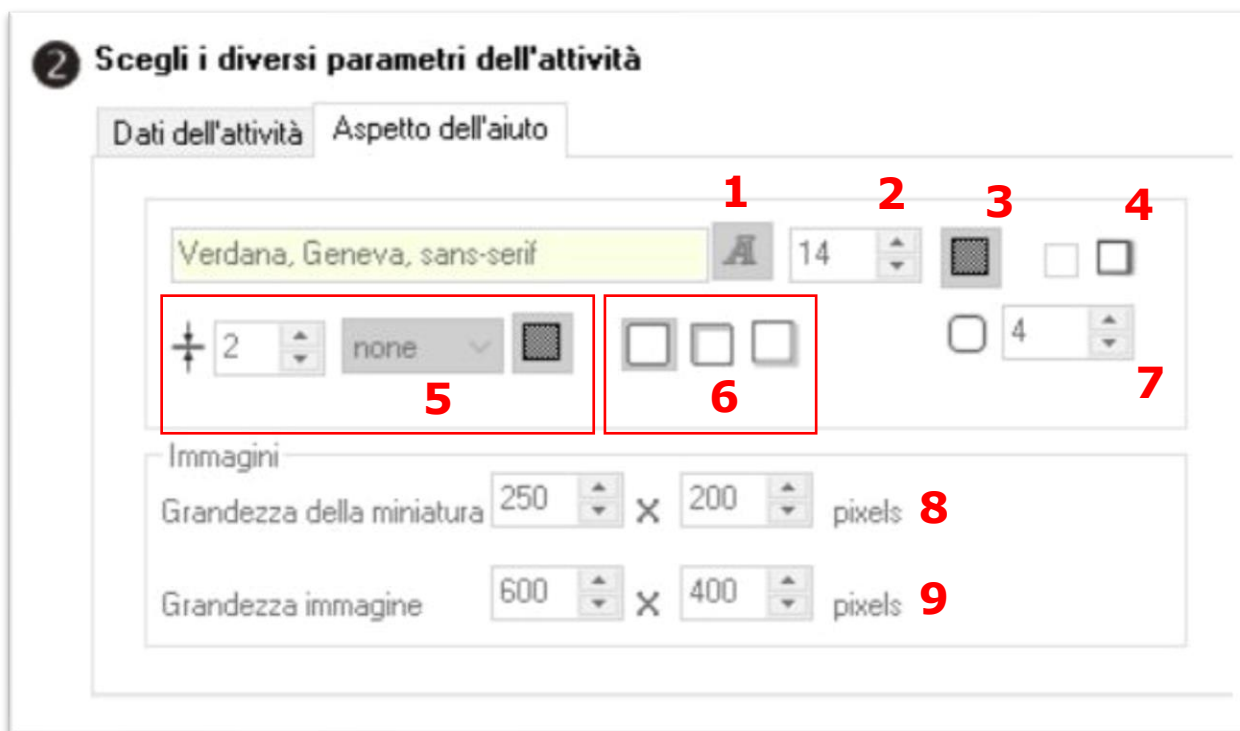 2 Scegli i diversi parametri dell'attività
Dati dell'attività Aspetto dell'aiuto
1 2 3 4
Verdana, Geneva, sans-serif A 14
2 none 4
5 6 7
Immagini
Grandezza della miniatura 250 X 200 pixels 8
Grandezza immagine 600 X 400 pixels 9